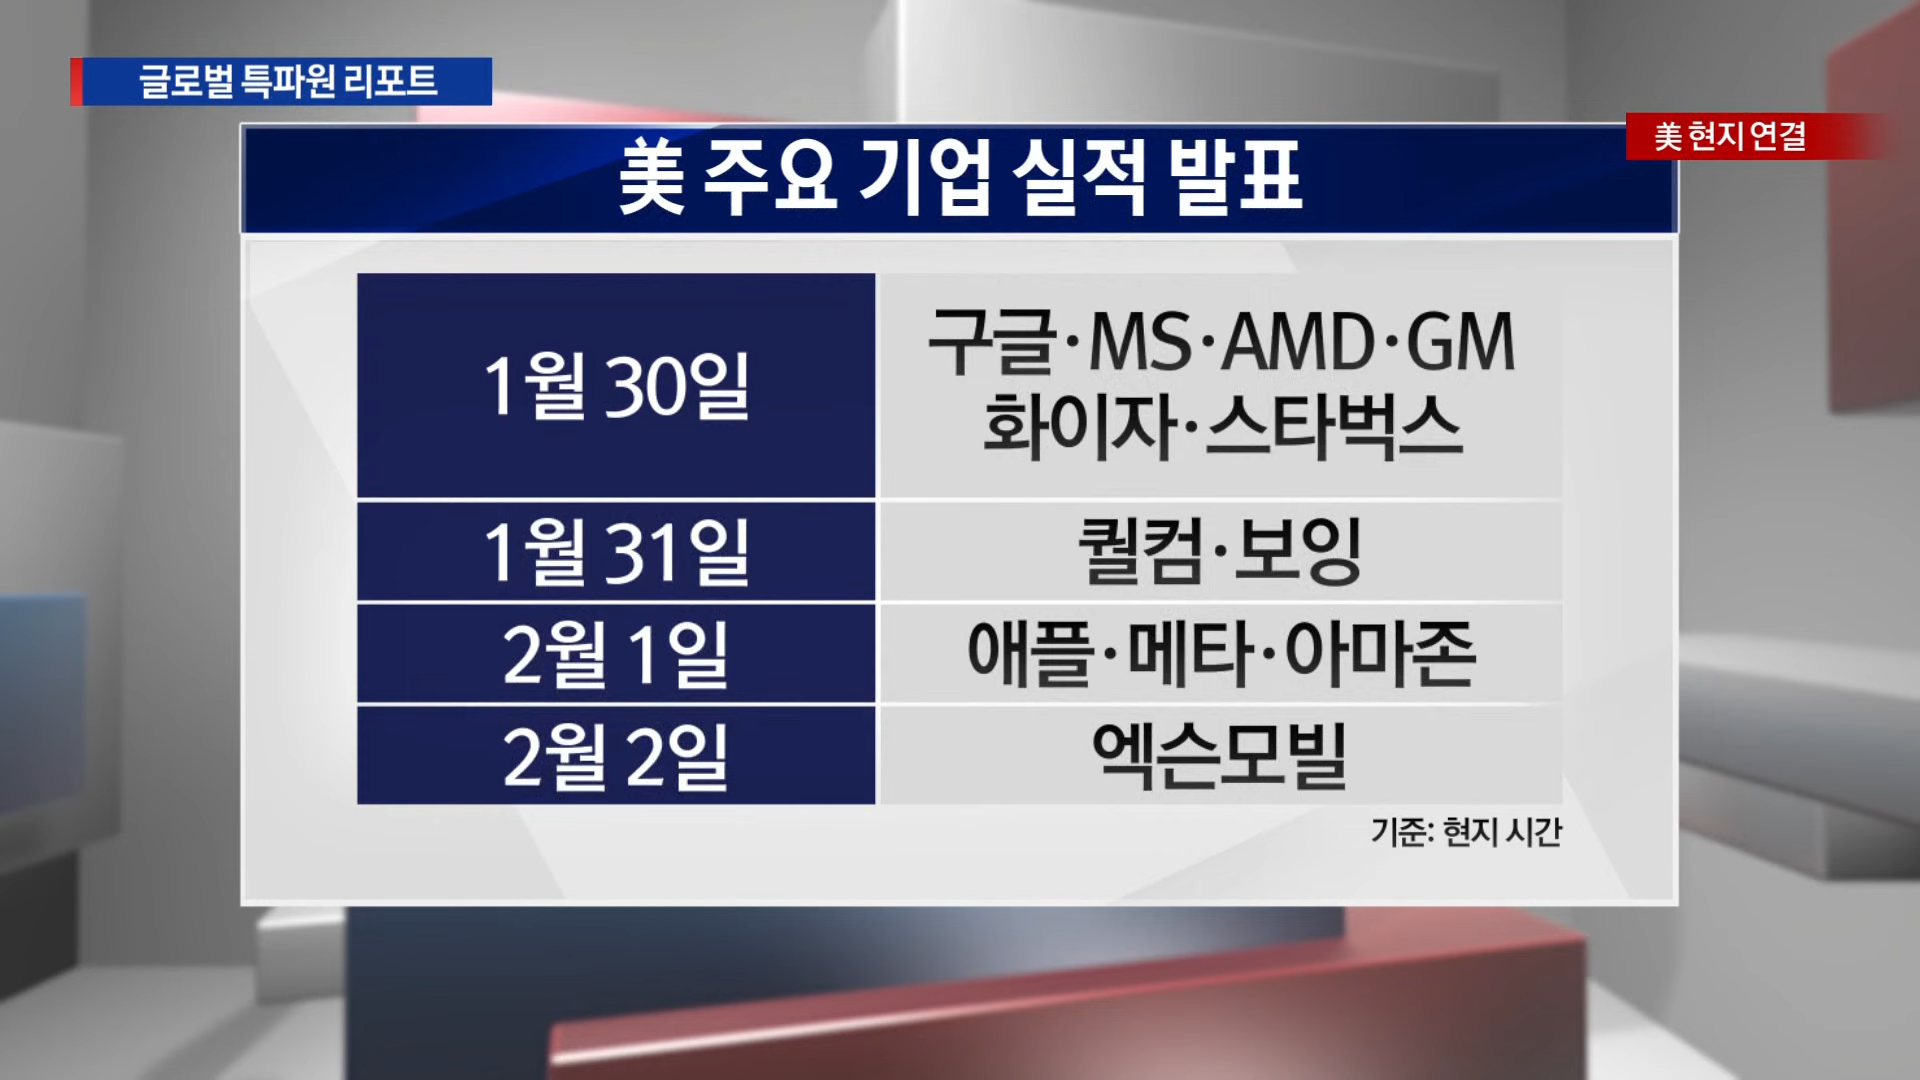 글로벌 특파원 리포트
美 현지 연결
美 주요 기업 실적 발표
1월 30일
구글·MS·AMD·GM
화이자·스타벅스
1월 31일
퀄컴·보잉
2월 1일
애플·메타·아마존
2월 2일
엑슨모빌
기준: 현지 시간